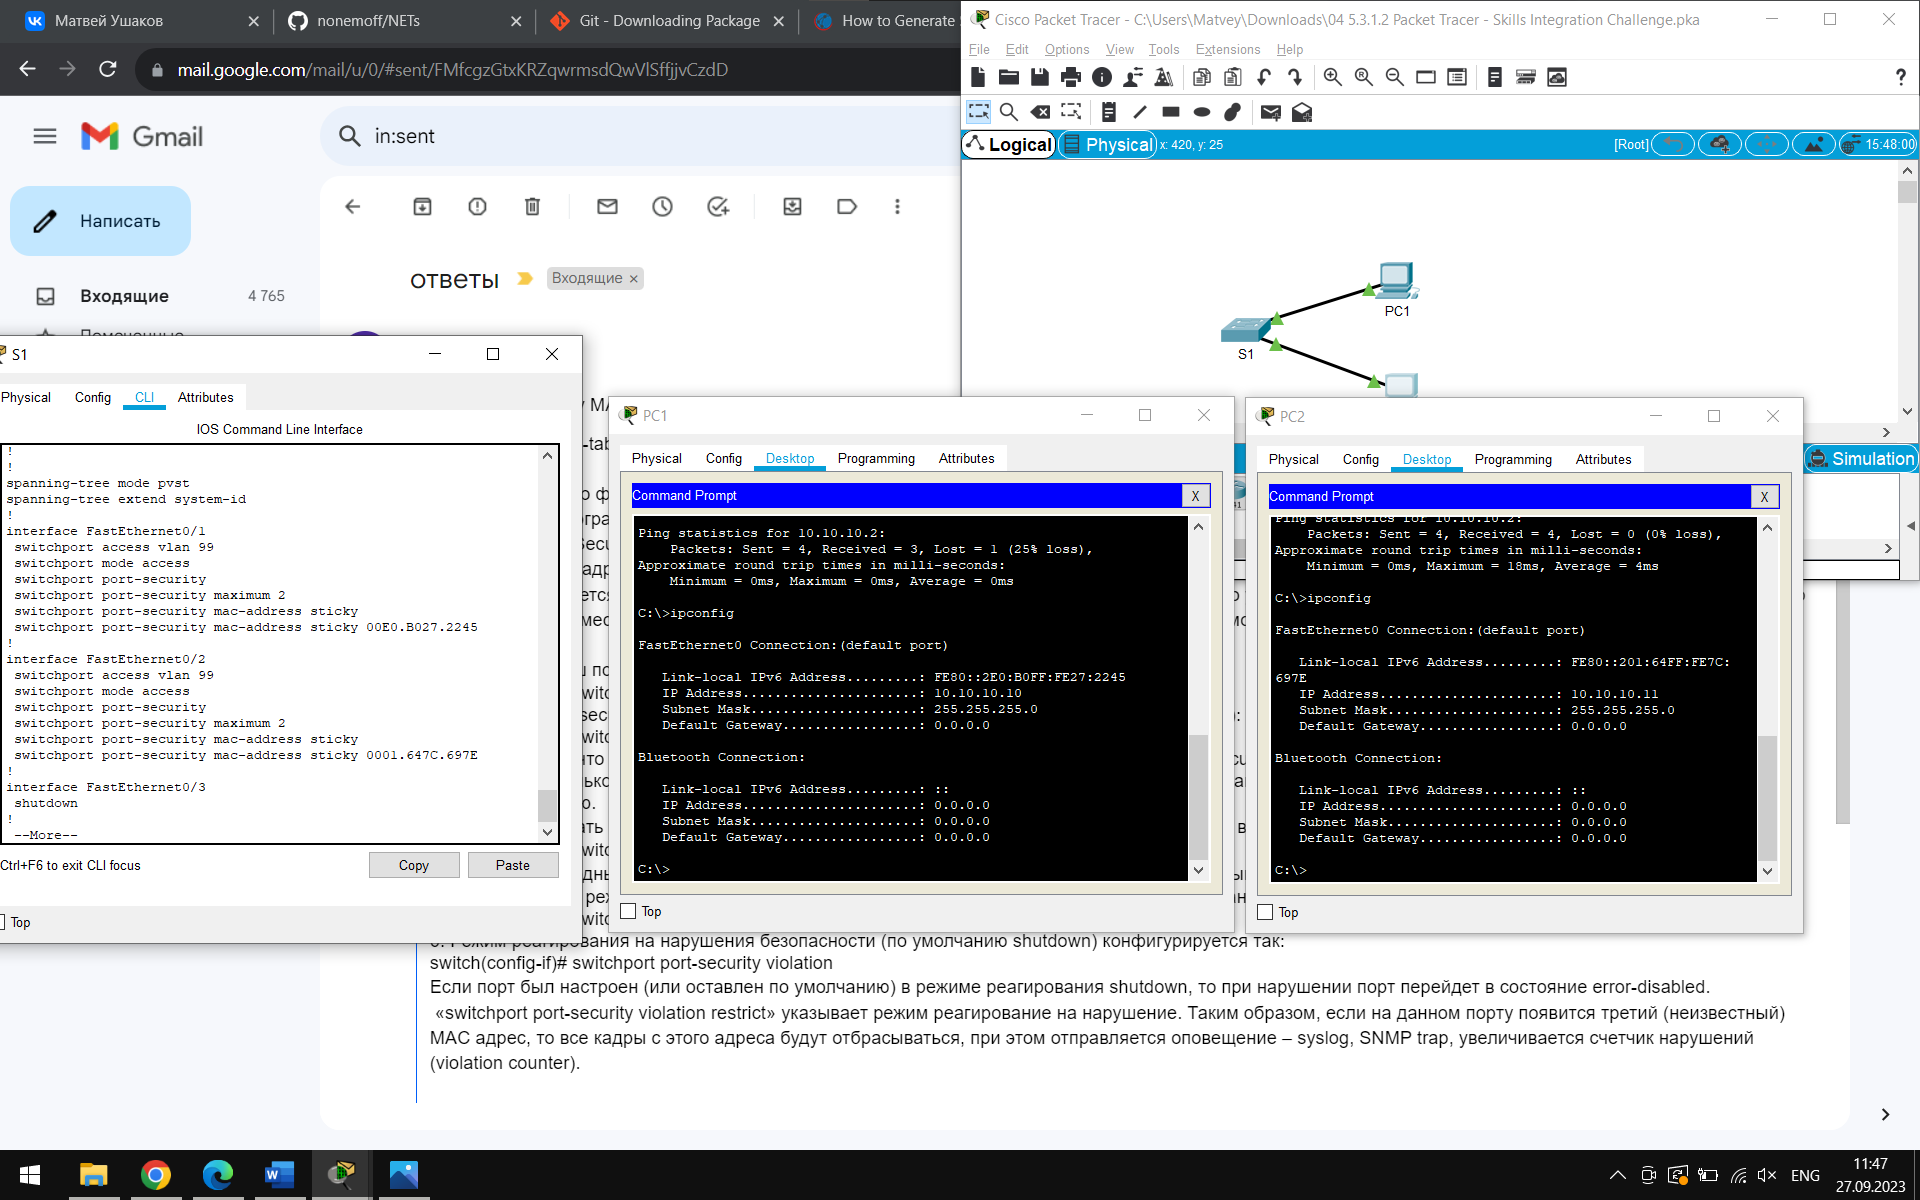 Матвей Ушаков
nonemoff/NETs
Git - Downloading Package
How to Generate
mail.google.com/mail/u/0/#sent/FMfcgzGtxKRZqwrmsdQwVlSffjjvCzdD
Gmail
in:sent
Написать
ответы
Входящие ×
Входящие 4 765
Cisco Packet Tracer - C:\Users\Matvey\Downloads\04 5.3.1.2 Packet Tracer - Skills Integration Challenge.pka
File Edit Options View Tools Extensions Help
Logical Physical x: 420, y: 25 [Root] 15:48:00
PC1
S1
Simulation
S1
Physical Config CLI Attributes
IOS Command Line Interface
!
!
spanning-tree mode pvst
spanning-tree extend system-id
!
interface FastEthernet0/1
switchport access vlan 99
switchport mode access
switchport port-security
switchport port-security maximum 2
switchport port-security mac-address sticky
switchport port-security mac-address sticky 00E0.B027.2245
!
interface FastEthernet0/2
switchport access vlan 99
switchport mode access
switchport port-security
switchport port-security maximum 2
switchport port-security mac-address sticky
switchport port-security mac-address sticky 0001.647C.697E
!
interface FastEthernet0/3
shutdown
!
--More--
Ctrl+F6 to exit CLI focus
Copy Paste
Top
PC1
Physical Config Desktop Programming Attributes
Command Prompt X
Ping statistics for 10.10.10.2:
Packets: Sent = 4, Received = 3, Lost = 1 (25% loss),
Approximate round trip times in milli-seconds:
Minimum = 0ms, Maximum = 0ms, Average = 0ms
C:\>ipconfig
FastEthernet0 Connection:(default port)
Link-local IPv6 Address.........: FE80::2E0:B0FF:FE27:2245
IP Address......................: 10.10.10.10
Subnet Mask.....................: 255.255.255.0
Default Gateway.................: 0.0.0.0
Bluetooth Connection:
Link-local IPv6 Address.........: ::
IP Address......................: 0.0.0.0
Subnet Mask.....................: 0.0.0.0
Default Gateway.................: 0.0.0.0
C:\>
Top
PC2
Physical Config Desktop Programming Attributes
Command Prompt X
Ping statistics for 10.10.10.2:
Packets: Sent = 4, Received = 4, Lost = 0 (0% loss),
Approximate round trip times in milli-seconds:
Minimum = 0ms, Maximum = 18ms, Average = 4ms
C:\>ipconfig
FastEthernet0 Connection:(default port)
Link-local IPv6 Address.........: FE80::201:64FF:FE7C:
697E
IP Address......................: 10.10.10.11
Subnet Mask.....................: 255.255.255.0
Default Gateway.................: 0.0.0.0
Bluetooth Connection:
Link-local IPv6 Address.........: ::
IP Address......................: 0.0.0.0
Subnet Mask.....................: 0.0.0.0
Default Gateway.................: 0.0.0.0
C:\>
Top
Режим реагирования на нарушения безопасности (по умолчанию shutdown) конфигурируется так:
switch(config-if)# switchport port-security violation
Если порт был настроен (или оставлен по умолчанию) в режиме реагирования shutdown, то при нарушении порт перейдет в состояние error-disabled.
«switchport port-security violation restrict» указывает режим реагирование на нарушение. Таким образом, если на данном порту появится третий (неизвестный)
MAC адрес, то все кадры с этого адреса будут отбрасываться, при этом отправляется оповещение – syslog, SNMP trap, увеличивается счетчик нарушений
(violation counter).
ENG
11:47
27.09.2023